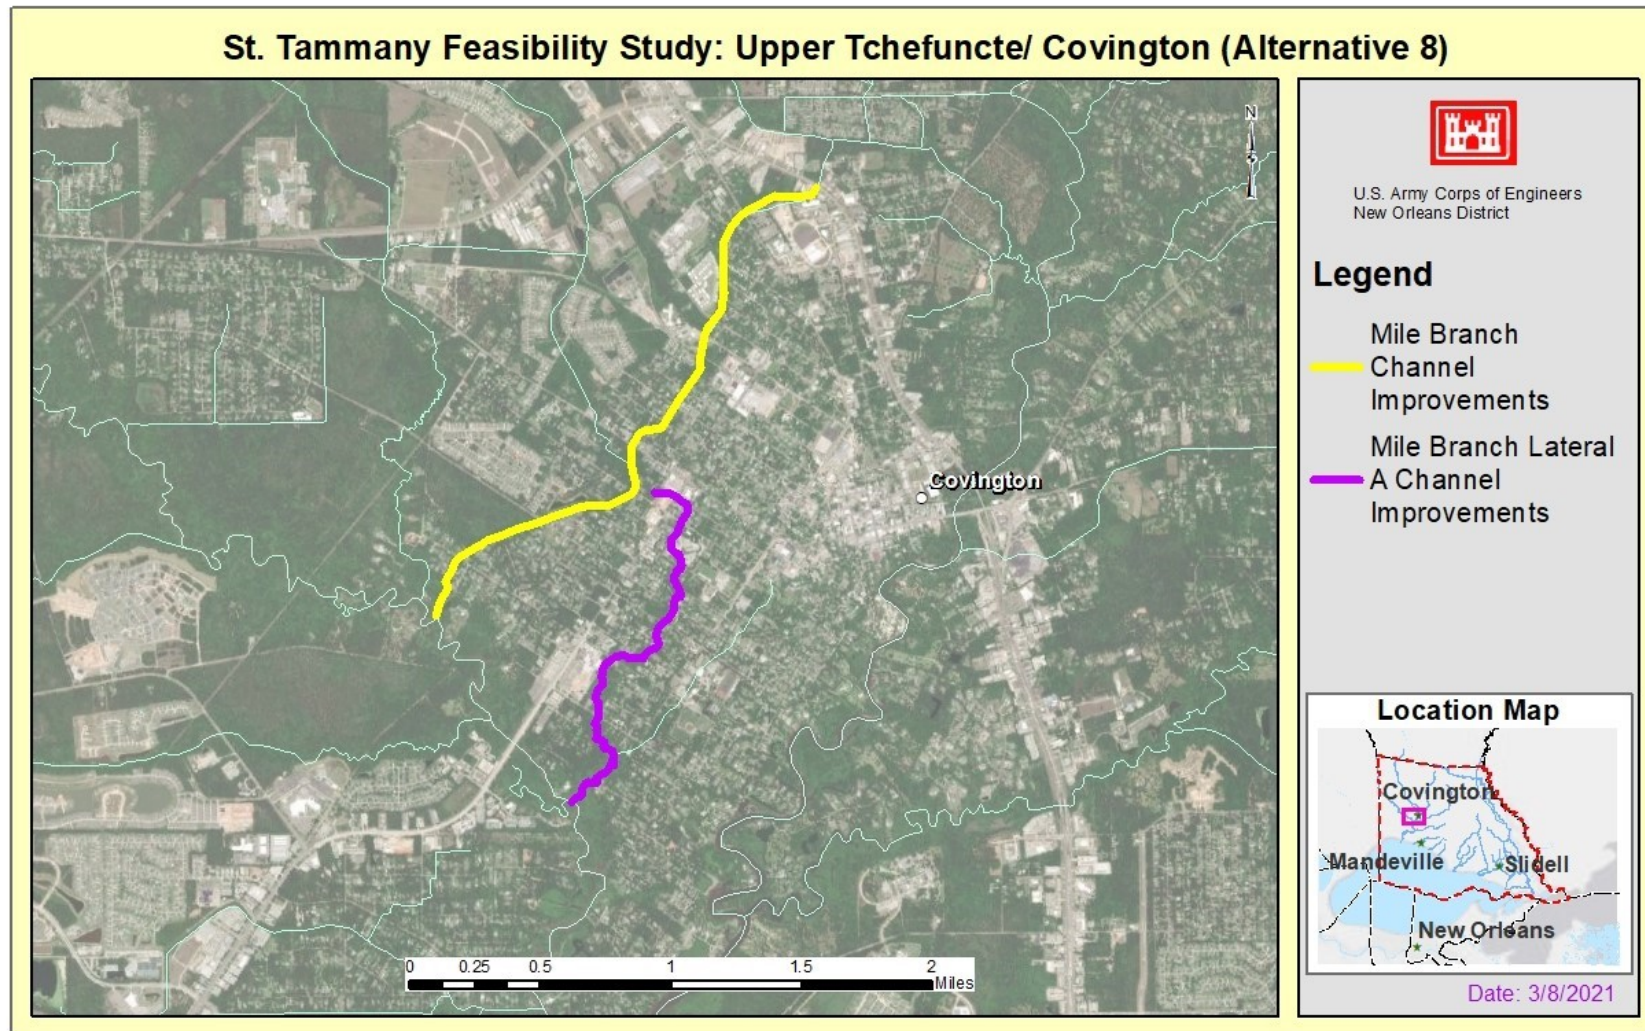 St. Tammany Feasibility Study: Upper Tchefuncte/ Covington (Alternative 8)
N
Covington
0 0.25 0.5 1 1.5 2
Miles
U.S. Army Corps of Engineers
New Orleans District
Legend
Mile Branch
Channel
Improvements
Mile Branch Lateral
A Channel
Improvements
Location Map
Covington
Mandeville
Slidell
New Orleans
Date: 3/8/2021